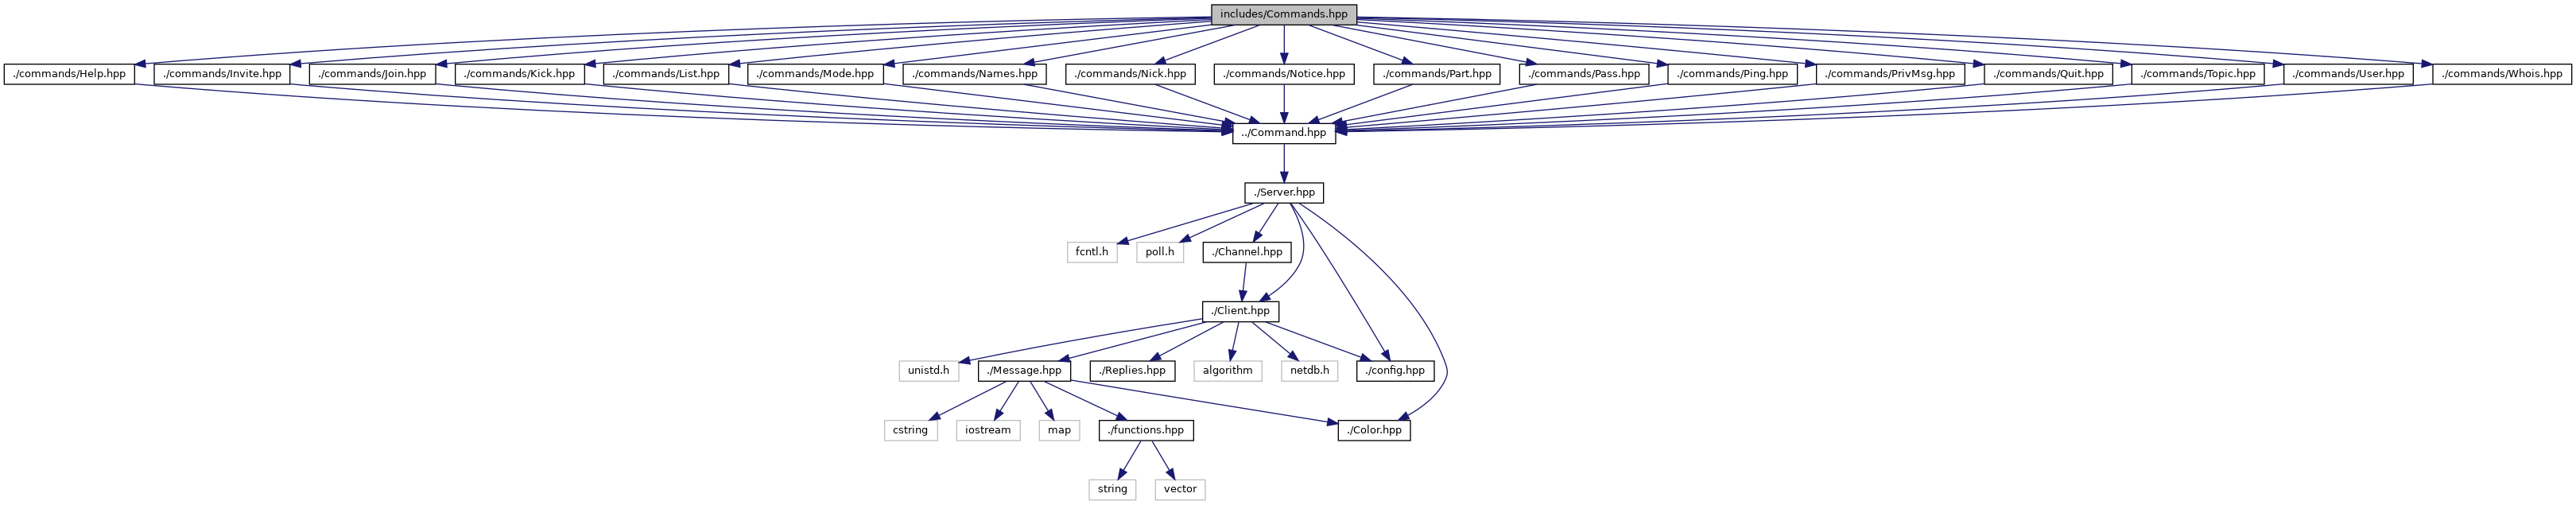 includes/Commands.hpp
./commands/Help.hpp
./commands/Invite.hpp
./commands/Join.hpp
./commands/Kick.hpp
./commands/List.hpp
./commands/Mode.hpp
./commands/Names.hpp
./commands/Nick.hpp
./commands/Notice.hpp
./commands/Part.hpp
./commands/Pass.hpp
./commands/Ping.hpp
./commands/PrivMsg.hpp
./commands/Quit.hpp
./commands/Topic.hpp
./commands/User.hpp
./commands/Whois.hpp
../Command.hpp
./Server.hpp
fcntl.h
poll.h
./Channel.hpp
./Client.hpp
unistd.h
./Message.hpp
./Replies.hpp
algorithm
netdb.h
./config.hpp
cstring
iostream
map
./functions.hpp
./Color.hpp
string
vector